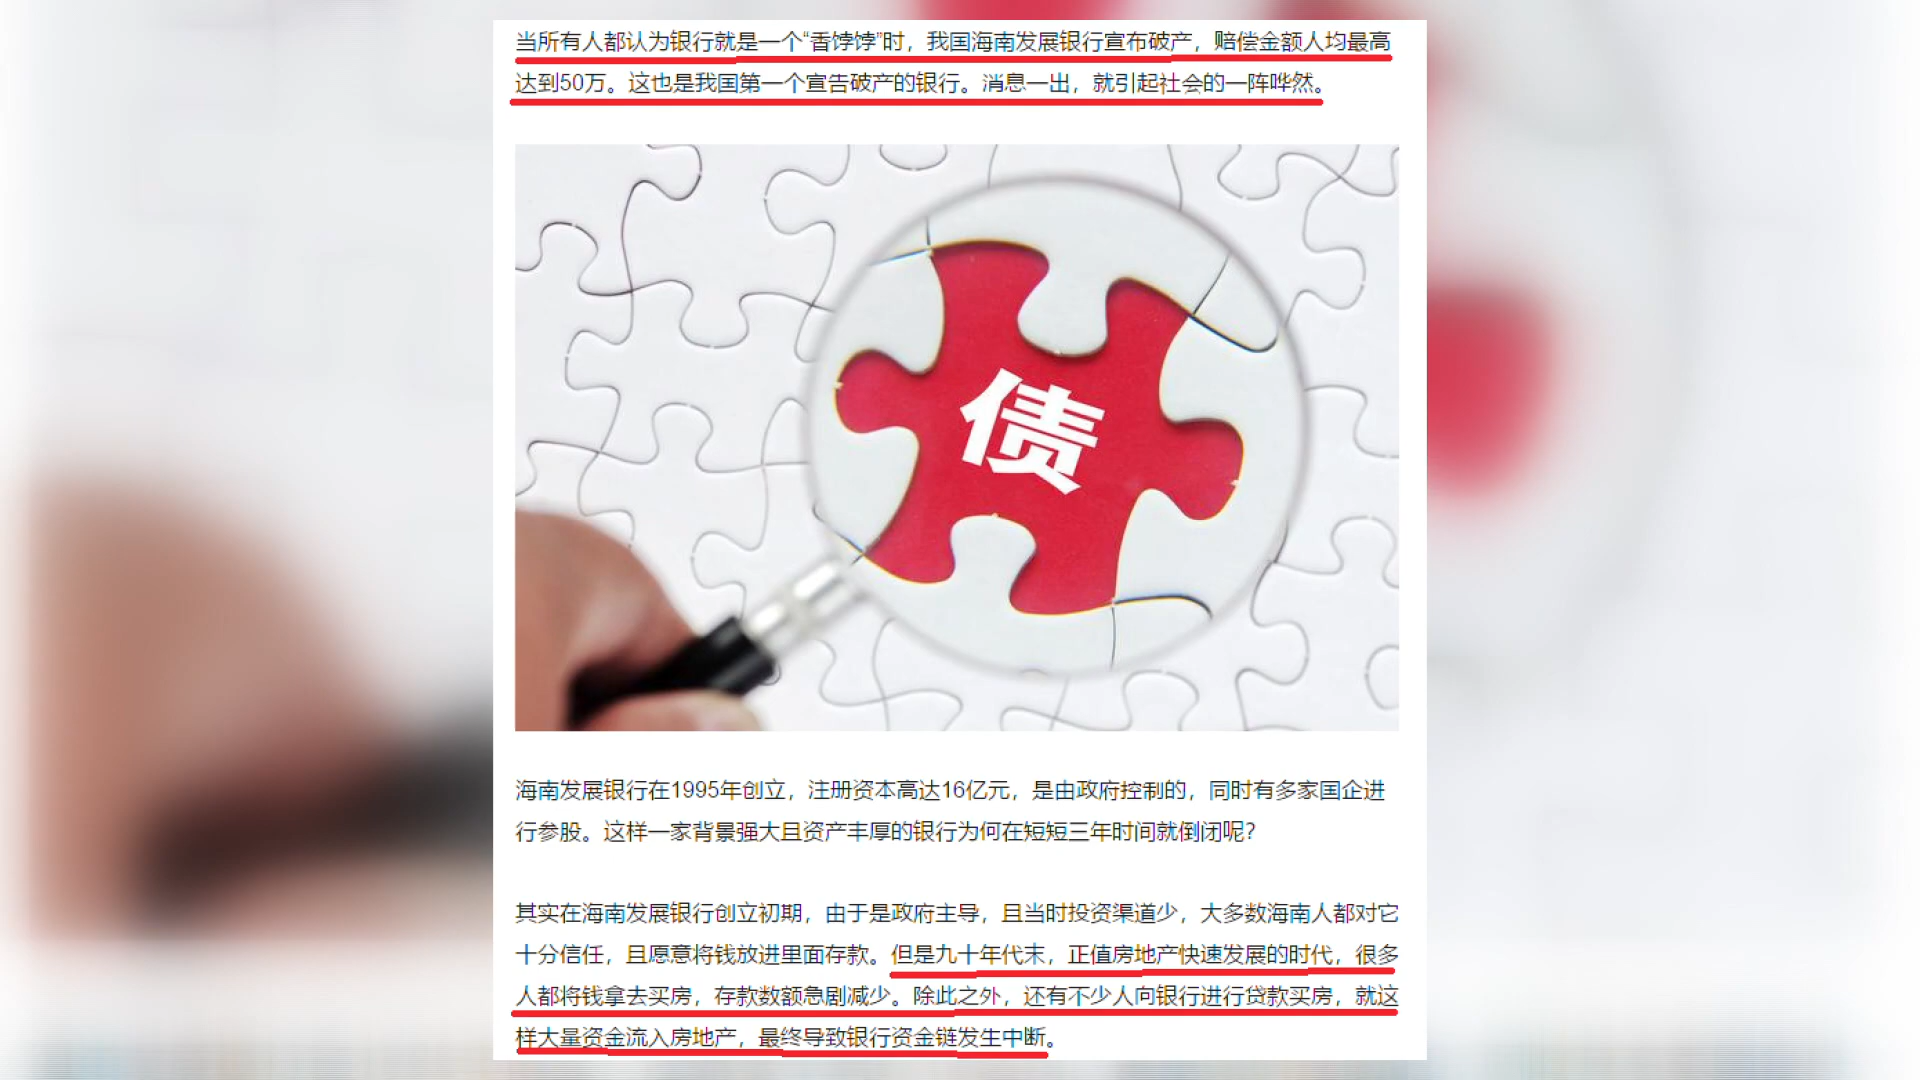 当所有人都认为银行就是一个“香饽饽”时，我国海南发展银行宣布破产，赔偿金额人均最高
达到50万。这也是我国第一个宣告破产的银行。消息一出，就引起社会的一阵哗然。
债
海南发展银行在1995年创立，注册资本高达16亿元，是由政府控制的，同时有多家国企进
行参股。这样一家背景强大且资产丰厚的银行为何在短短三年时间就倒闭呢？
其实在海南发展银行创立初期，由于是政府主导，且当时投资渠道少，大多数海南人都对它
十分信任，且愿意将钱放进里面存款。但是九十年代末，正值房地产快速发展的时代，很多
人都将钱拿去买房，存款数额急剧减少。除此之外，还有不少人向银行进行贷款买房，就这
样大量资金流入房地产，最终导致银行资金链发生中断。